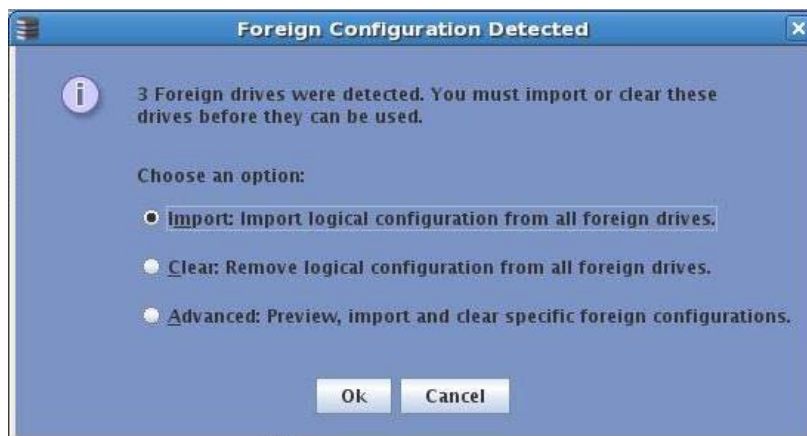 Foreign Configuration Detected
3 Foreign drives were detected. You must import or clear these
drives before they can be used.
Choose an option:
Import: Import logical configuration from all foreign drives.
Clear: Remove logical configuration from all foreign drives.
Advanced: Preview, import and clear specific foreign configurations.
Ok Cancel